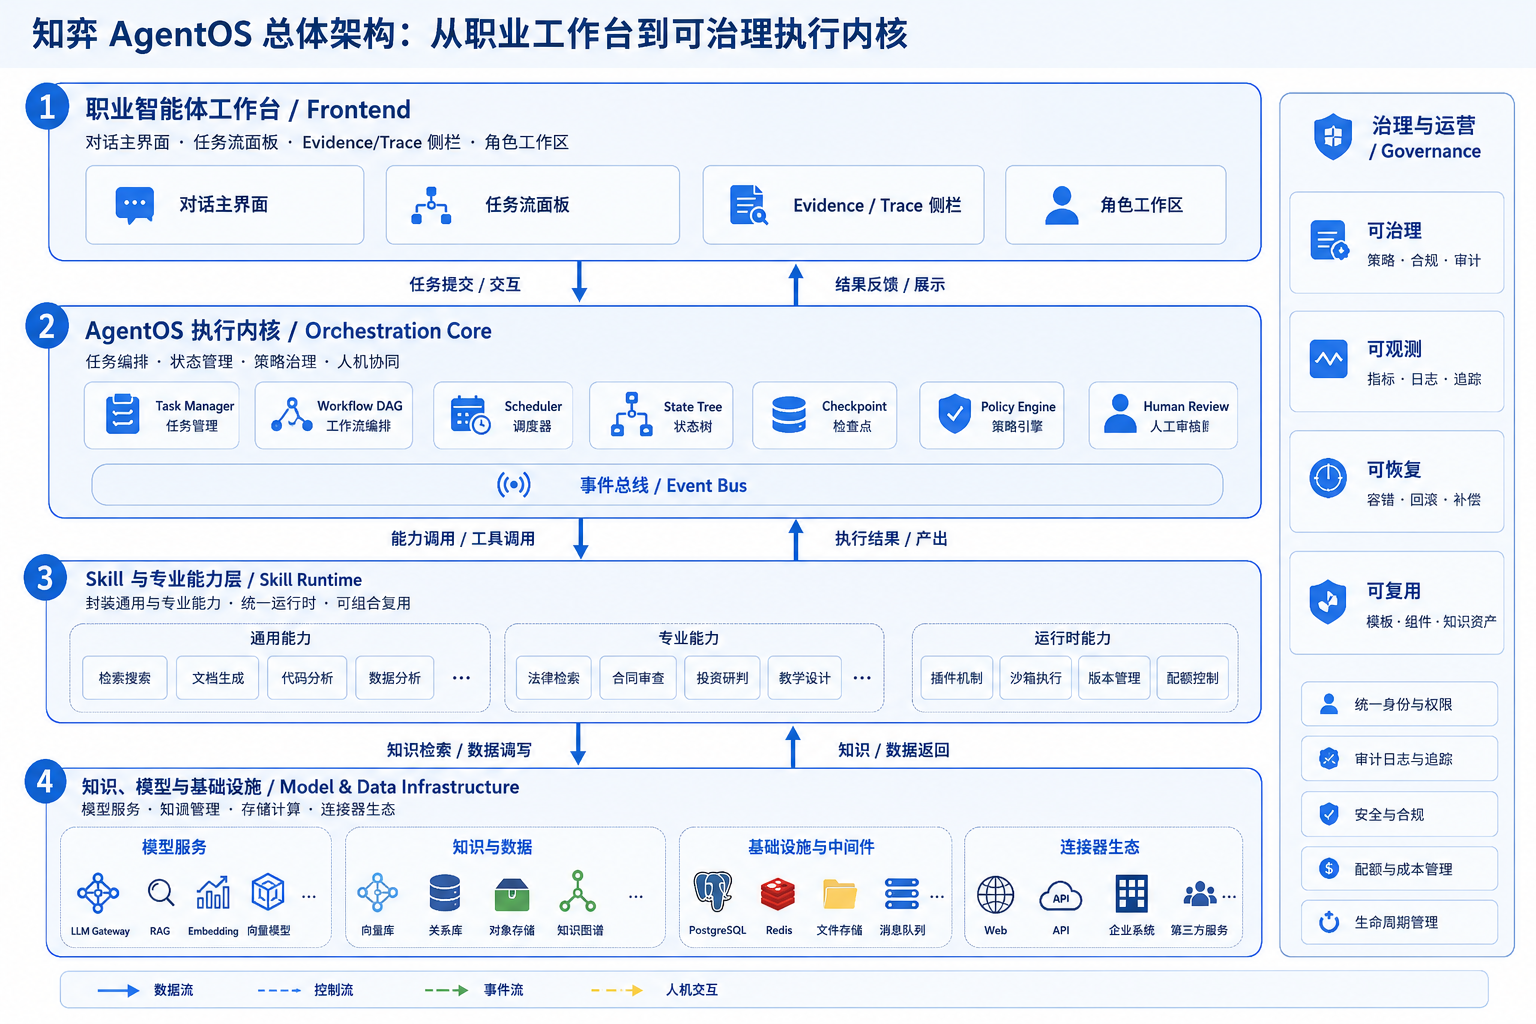 知弈 AgentOS 总体架构：从职业工作台到可治理执行内核
1
职业智能体工作台 / Frontend
对话主界面 · 任务流面板 · Evidence/Trace 侧栏 · 角色工作区
对话主界面
任务流面板
Evidence / Trace 侧栏
角色工作区
任务提交 / 交互
结果反馈 / 展示
2
AgentOS 执行内核 / Orchestration Core
任务编排 · 状态管理 · 策略治理 · 人机协同
Task Manager
任务管理
Workflow DAG
工作流编排
Scheduler
调度器
State Tree
状态树
Checkpoint
检查点
Policy Engine
策略引擎
Human Review
人工审核
事件总线 / Event Bus
能力调用 / 工具调用
执行结果 / 产出
3
Skill 与专业能力层 / Skill Runtime
封装通用与专业能力 · 统一运行时 · 可组合复用
通用能力
检索搜索
文档生成
代码分析
数据分析
...
专业能力
法律检索
合同审查
投资研判
教学设计
...
运行时能力
插件机制
沙箱执行
版本管理
配额控制
知识检索 / 数据调写
知识 / 数据返回
4
知识、模型与基础设施 / Model & Data Infrastructure
模型服务 · 知识管理 · 存储计算 · 连接器生态
模型服务
LLM Gateway
RAG
Embedding
向量模型
...
知识与数据
向量库
关系库
对象存储
知识图谱
...
基础设施与中间件
PostgreSQL
Redis
文件存储
消息队列
...
连接器生态
Web
API
API
企业系统
第三方服务
...
治理与运营
/ Governance
可治理
策略 · 合规 · 审计
可观测
指标 · 日志 · 追踪
可恢复
容错 · 回滚 · 补偿
可复用
模板 · 组件 · 知识资产
统一身份与权限
审计日志与追踪
安全与合规
$
配额与成本管理
生命周期管理
数据流
控制流
事件流
人机交互